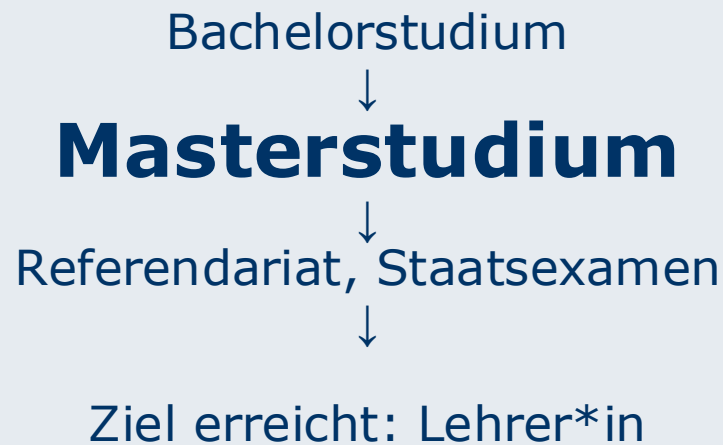 Bachelorstudium
↓
Masterstudium
↓
Referendariat, Staatsexamen
↓
Ziel erreicht: Lehrer*in